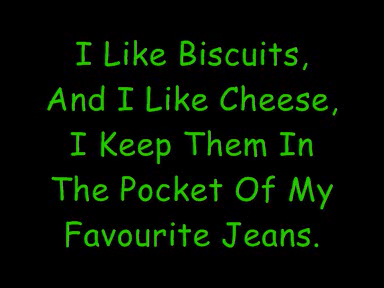 I Like Biscuits,
And I Like Cheese,
I Keep Them In
The Pocket Of My
Favourite Jeans.